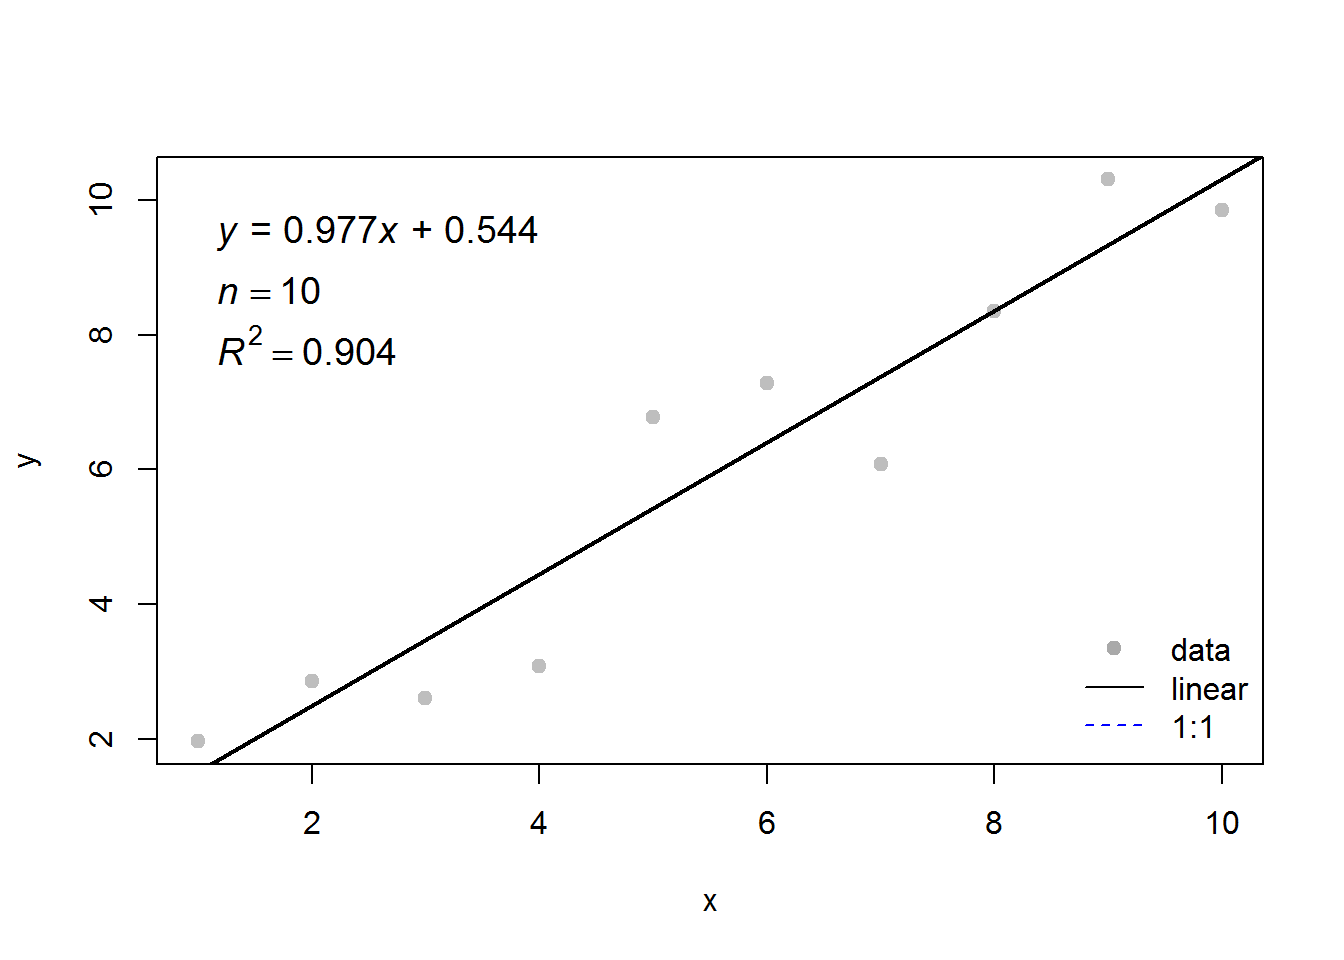 y = 0.977x + 0.544
n = 10
R² = 0.904
10
8
6
4
2
y
data
linear
1:1
2 4 6 8 10
x